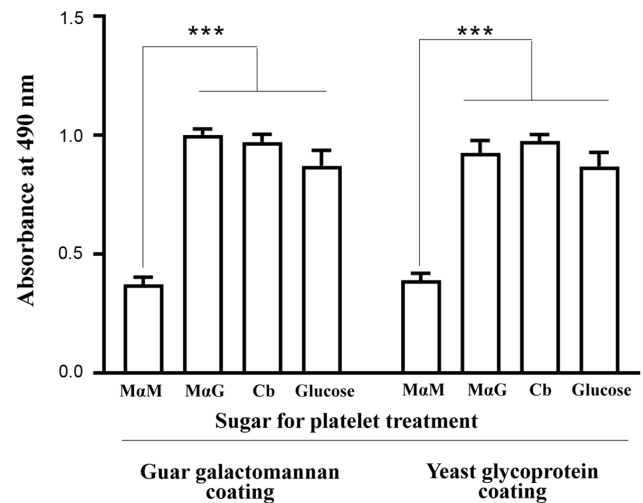 1.5
***
***
1.0
0.5
0.0
Absorbance at 490 nm
MαM MαG Cb Glucose MαM MαG Cb Glucose
Sugar for platelet treatment
Guar galactomannan
coating
Yeast glycoprotein
coating